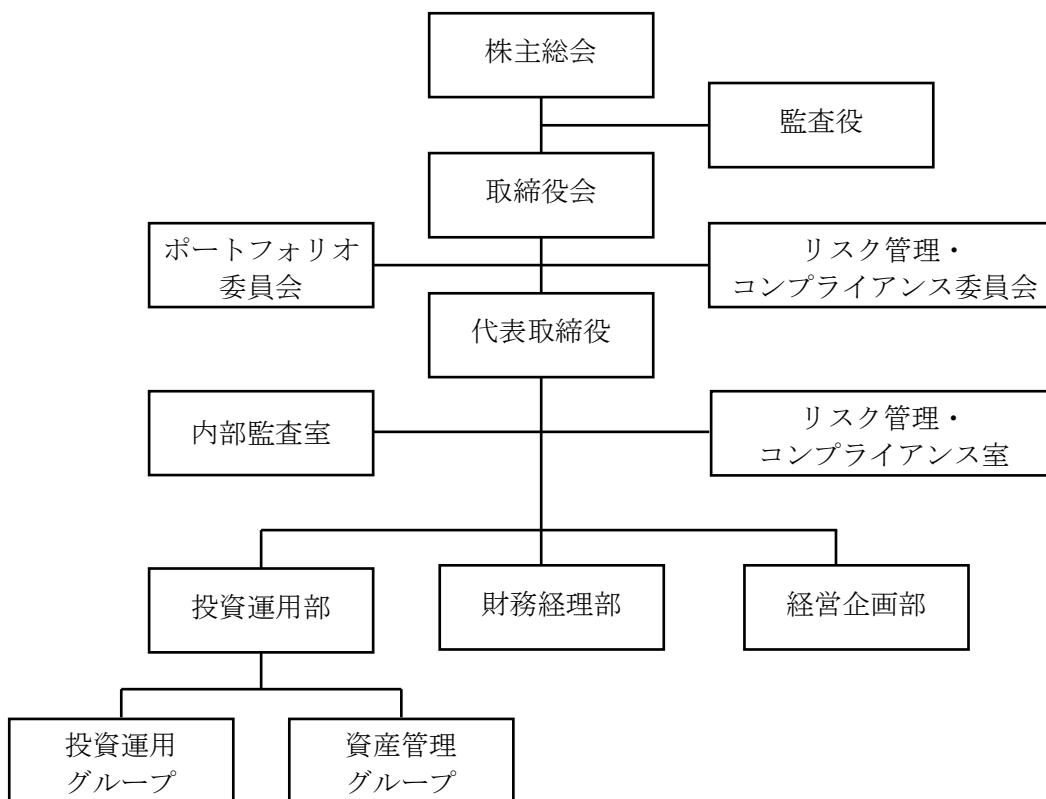 株主総会
監査役
取締役会
ポートフォリオ
委員会
リスク管理・
コンプライアンス委員会
代表取締役
内部監査室
リスク管理・
コンプライアンス室
投資運用部
財務経理部
経営企画部
投資運用
グループ
資産管理
グループ